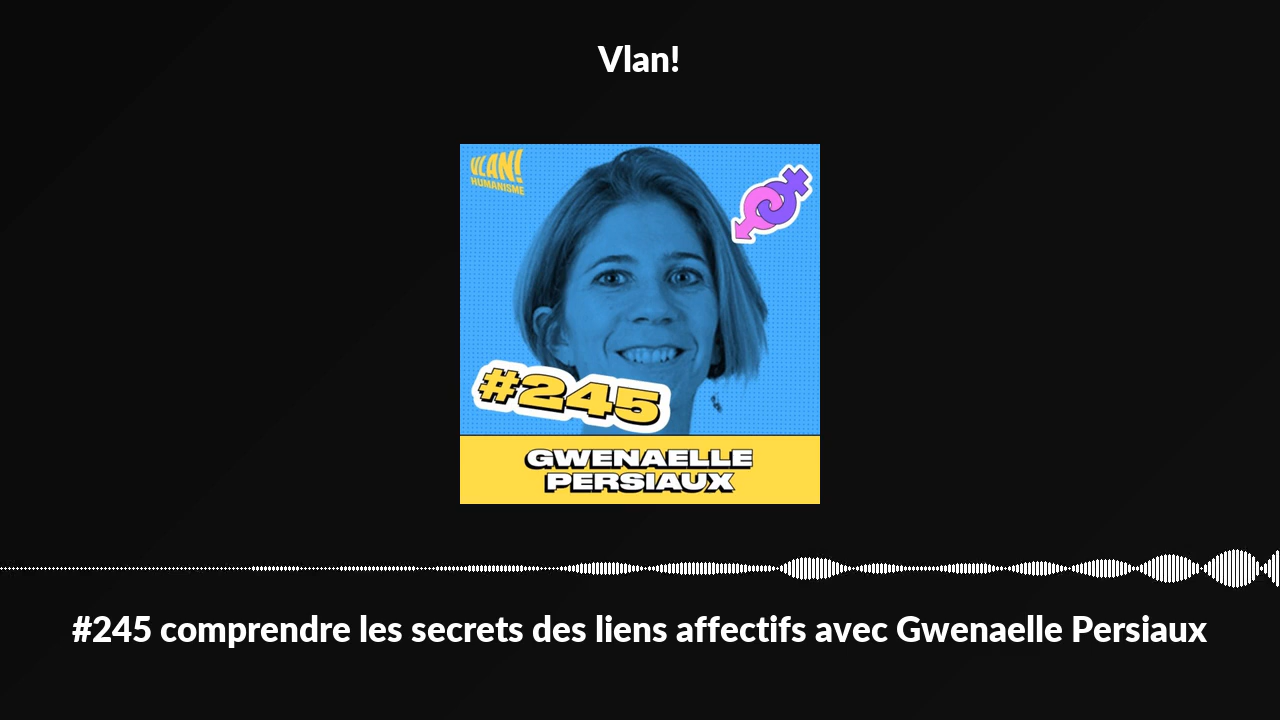 Vlan!
VLAN!
HUMANISME
#245
GWENAELLE
PERSIAUX
#245 comprendre les secrets des liens affectifs avec Gwenaelle Persiaux